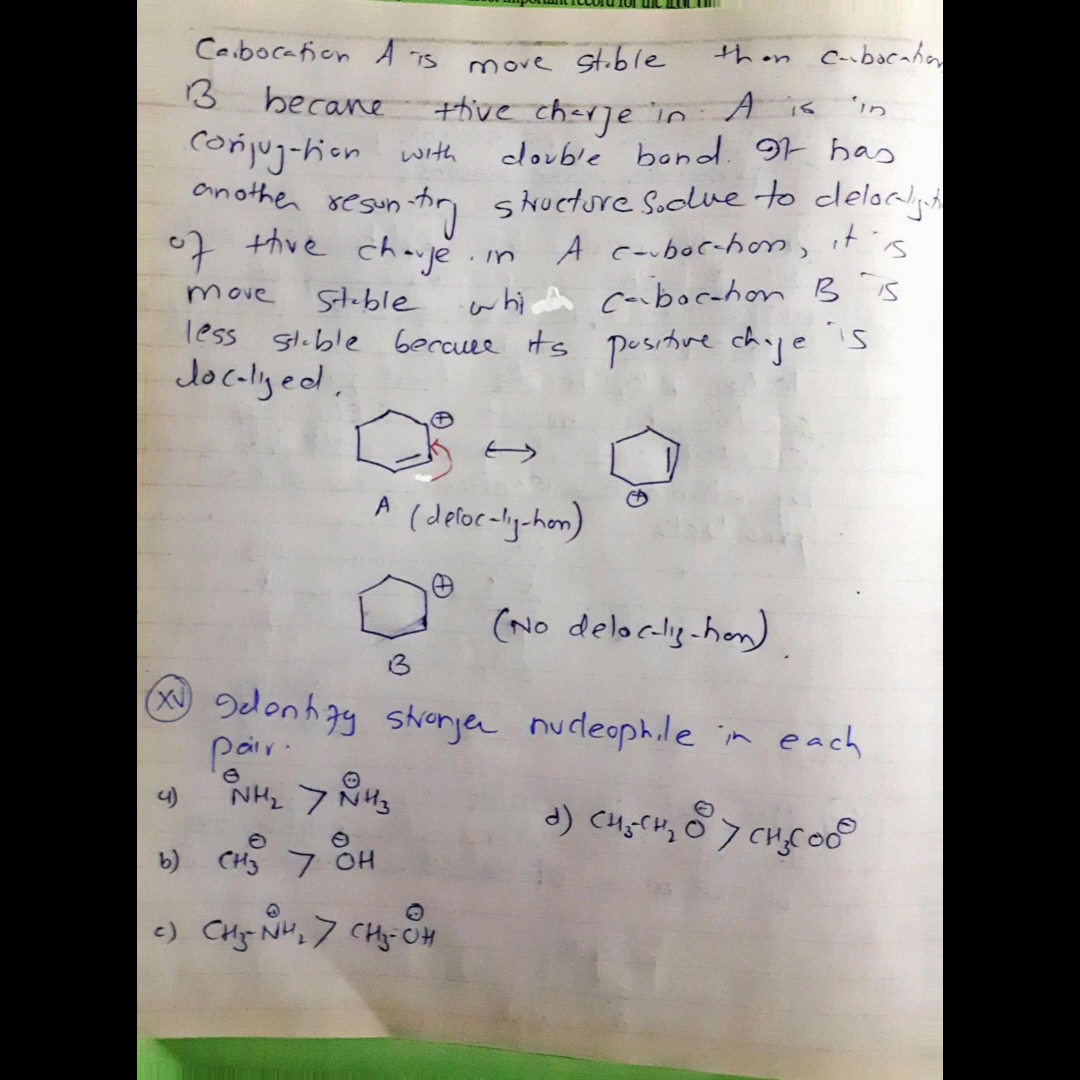 Carbocation A is more stable than carbocation
B because +tive charge in A is in
conjugation with double bond. It has
another resonating structure So due to
of +tive charge in A carbocation, it is
more stable carbocation B is
less stable because its positive charge is
localized.
⊕
↔
⊕
A (delocalization)
⊕
(No delocalization).
B
XV Identify stronger nucleophile in each
pair.
a) ⊖NH₂ > NH₃
d) CH₃-CH₂O⊖ > CH₃COO⊖
b) CH₃⊖ > ⊖OH
c) CH₃-NH₂ > CH₃-OH